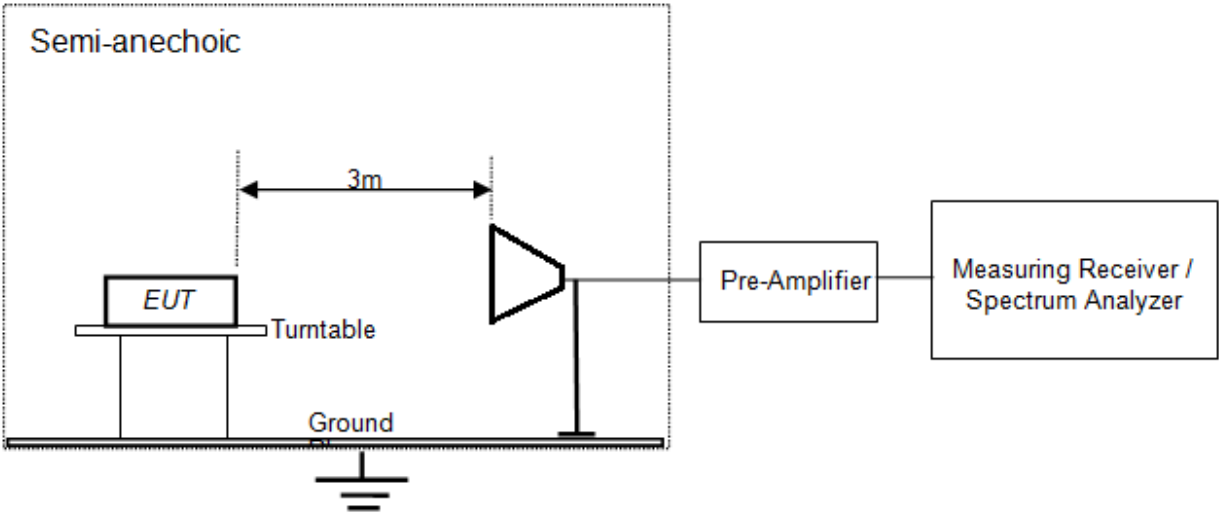 Semi-anechoic
3m
EUT
Turntable
Ground
Pre-Amplifier
Measuring Receiver /
Spectrum Analyzer